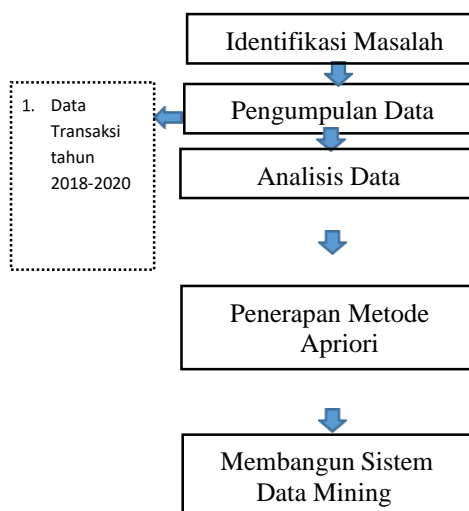 Identifikasi Masalah
1. Data
Transaksi
tahun
2018-2020
Pengumpulan Data
Analisis Data
Penerapan Metode
Apriori
Membangun Sistem
Data Mining